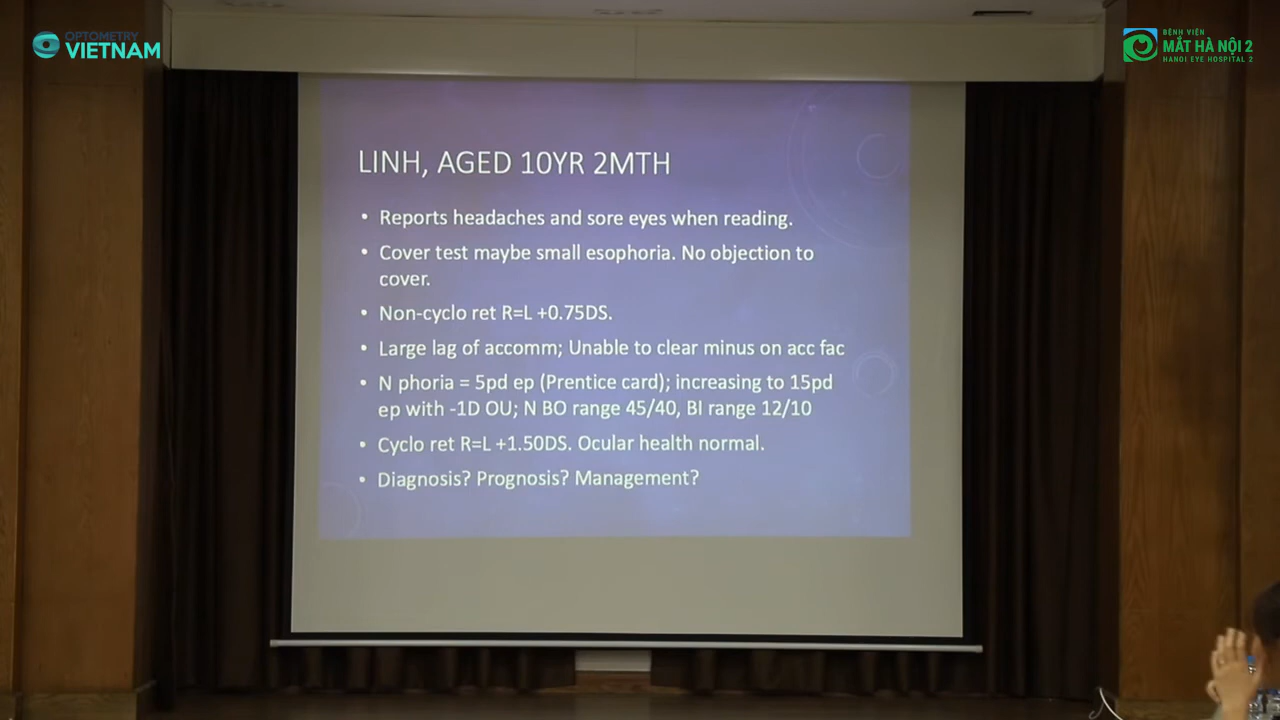 OPTOMETRY
VIETNAM
BỆNH VIỆN
MẮT HÀ NỘI 2
HANOI EYE HOSPITAL 2
LINH, AGED 10YR 2MTH
• Reports headaches and sore eyes when reading.
• Cover test maybe small esophoria. No objection to
cover.
• Non-cyclo ret R=L +0.75DS.
• Large lag of accomm; Unable to clear minus on acc fac
• N phoria = 5pd ep (Prentice card); increasing to 15pd
ep with -1D OU; N BO range 45/40, BI range 12/10
• Cyclo ret R=L +1.50DS. Ocular health normal.
• Diagnosis? Prognosis? Management?